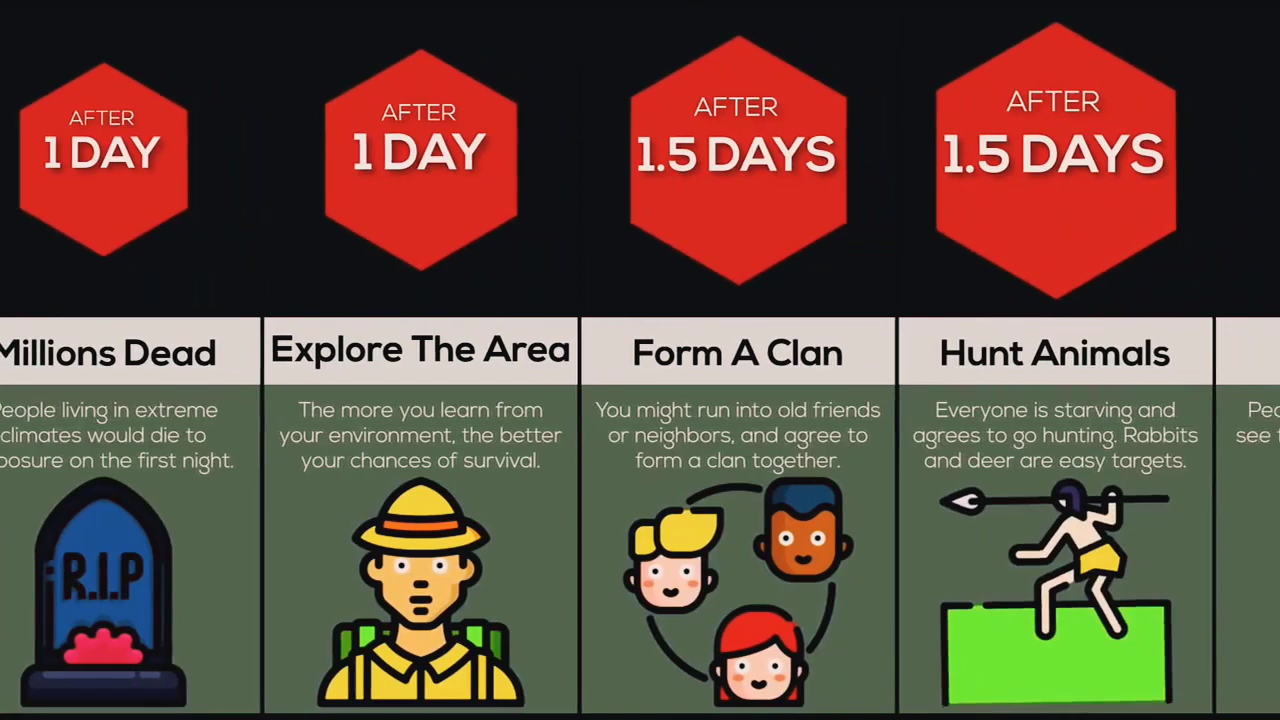 AFTER
1 DAY
Millions Dead
People living in extreme
climates would die to
posure on the first night.
R.I.P
AFTER
1 DAY
Explore The Area
The more you learn from
your environment, the better
your chances of survival.
AFTER
1.5 DAYS
Form A Clan
You might run into old friends
or neighbors, and agree to
form a clan together.
AFTER
1.5 DAYS
Hunt Animals
Everyone is starving and
agrees to go hunting. Rabbits
and deer are easy targets.
see